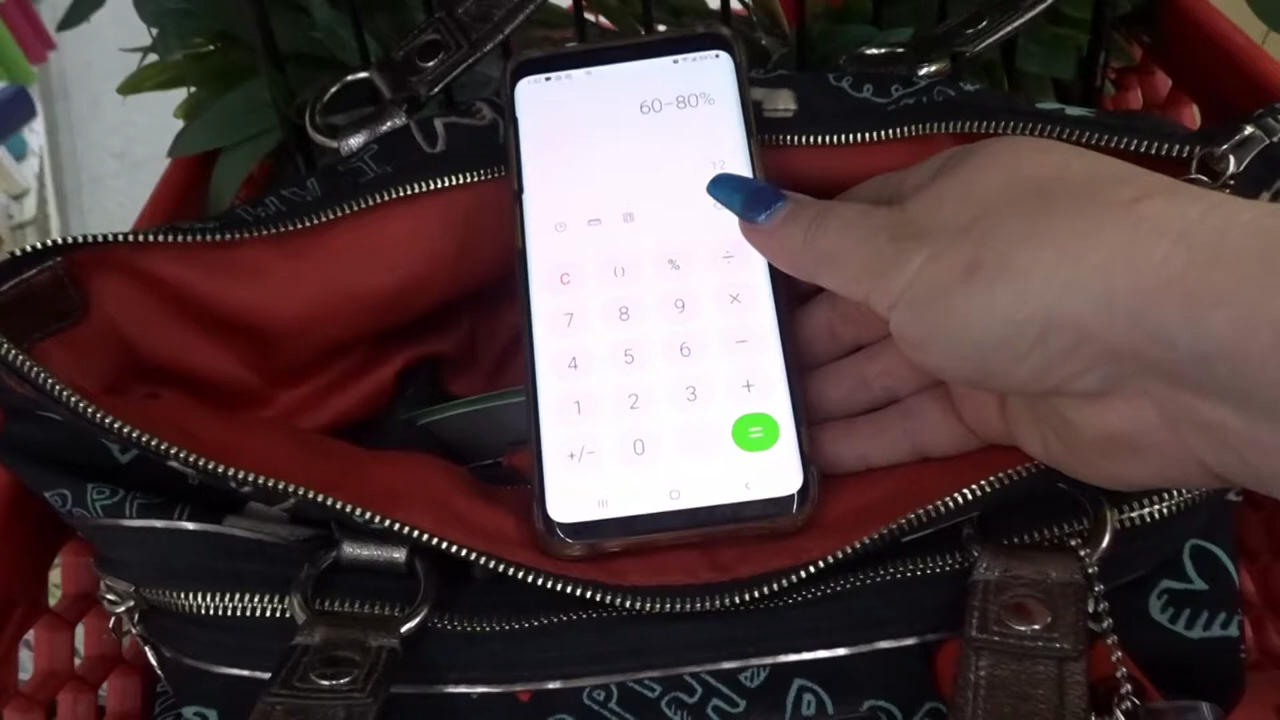 60−80%
C ( ) % ÷
7 8 9 ×
4 5 6 −
1 2 3 +
+/− 0 =